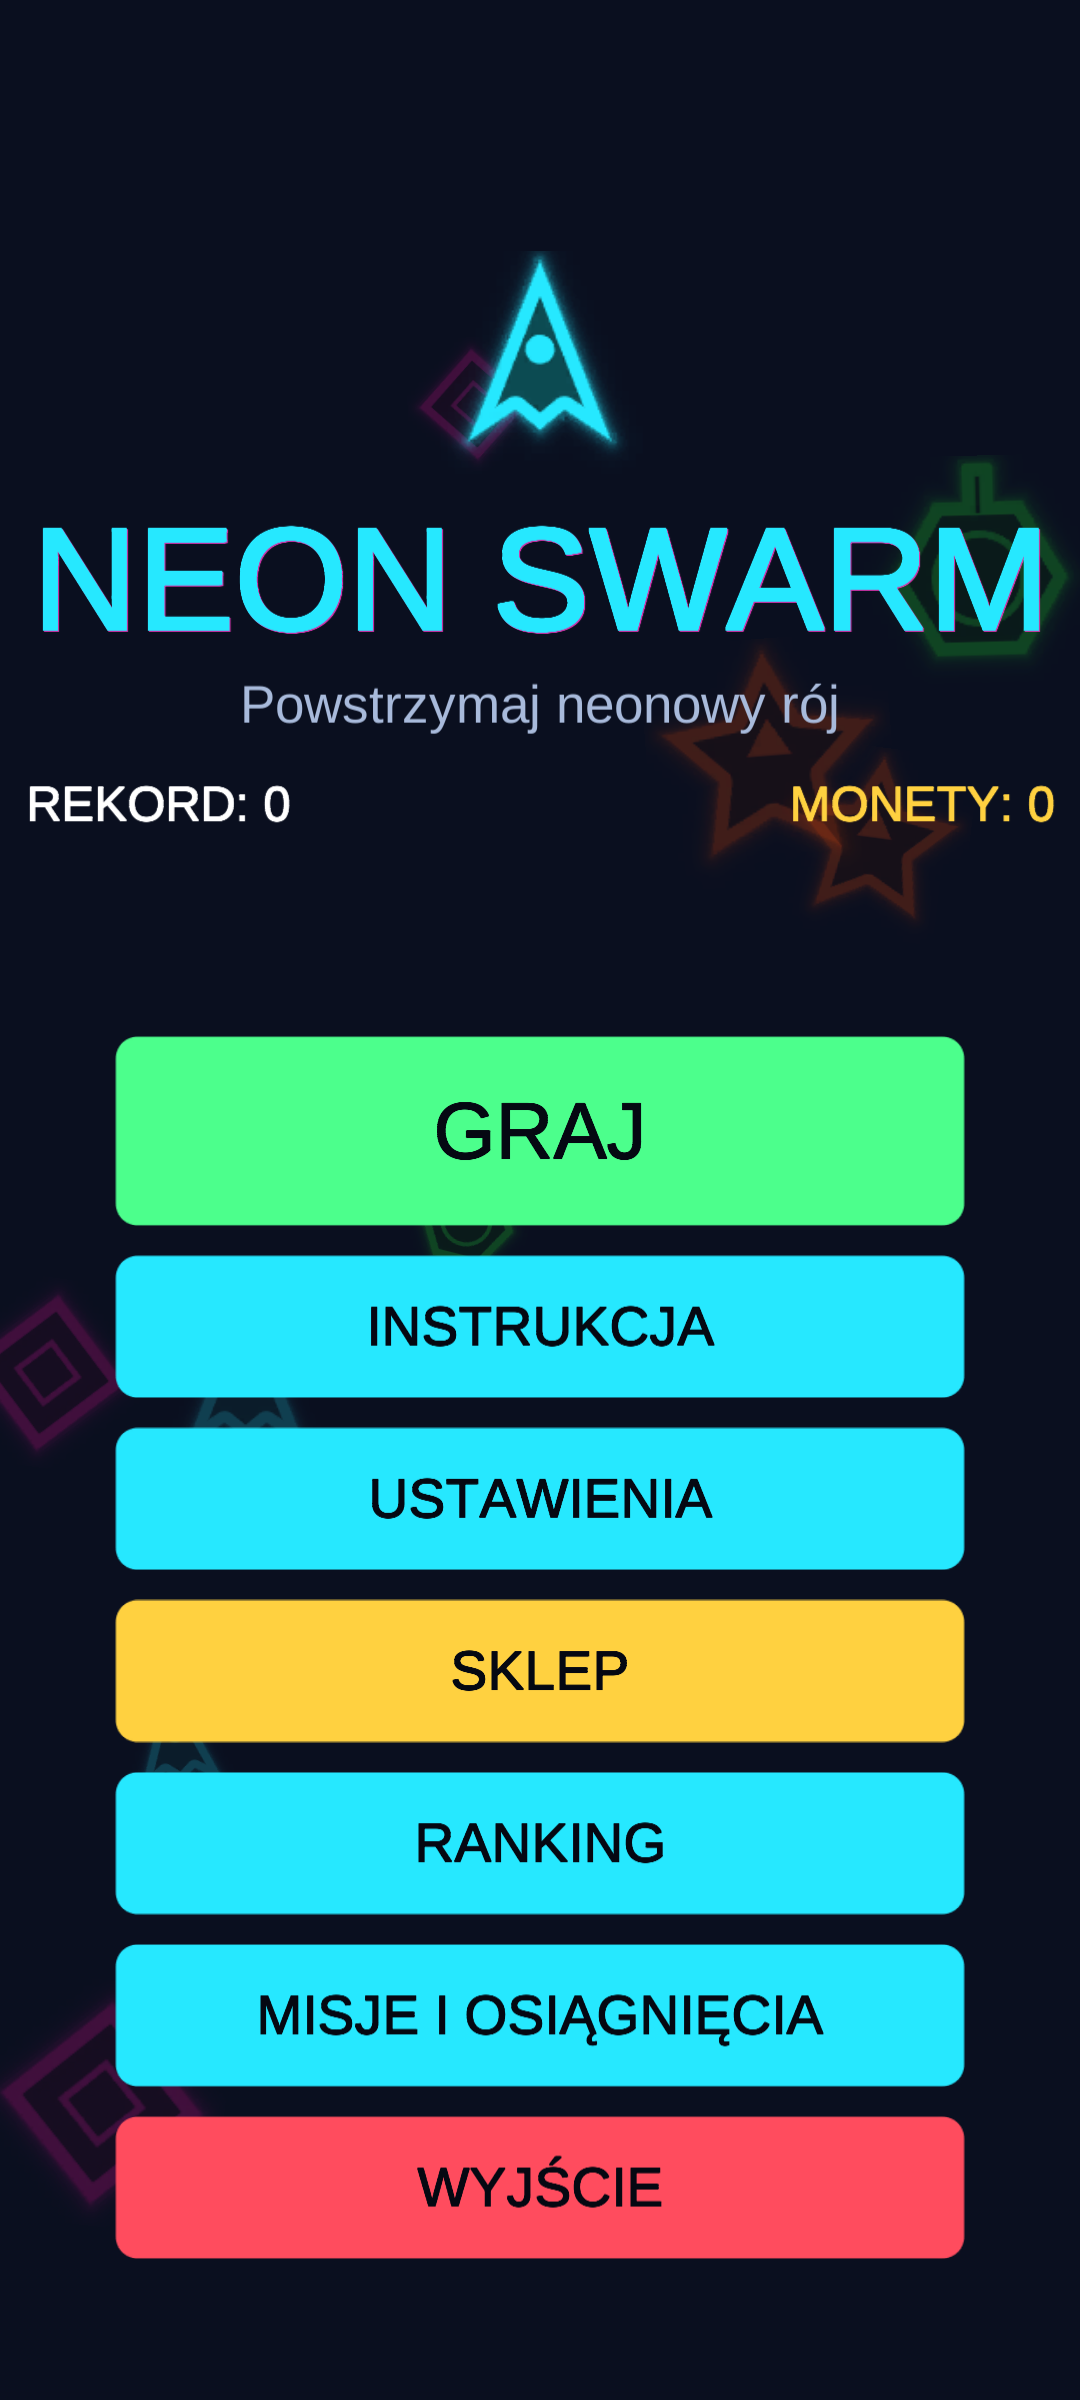 NEON SWARM
Powstrzymaj neonowy rój
REKORD: 0
MONETY: 0
GRAJ
INSTRUKCJA
USTAWIENIA
SKLEP
RANKING
MISJE I OSIĄGNIĘCIA
WYJŚCIE